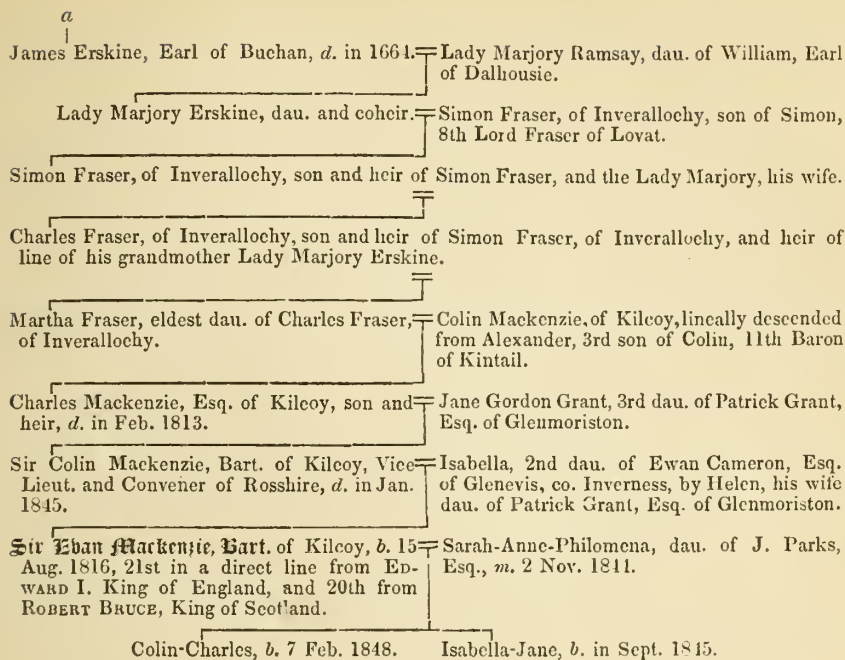 a
James Erskine, Earl of Buchan, d. in 1664. Lady Marjory Ramsay, dau. of William, Earl
of Dalhousie.
Lady Marjory Erskine, dau. and coheir. Simon Fraser, of Inverallochy, son of Simon,
8th Lord Fraser of Lovat.
Simon Fraser, of Inverallochy, son and heir of Simon Fraser, and the Lady Marjory, his wife.
Charles Fraser, of Inverallochy, son and heir of Simon Fraser, of Inverallochy, and heir of
line of his grandmother Lady Marjory Erskine.
Martha Fraser, eldest dau. of Charles Fraser,
of Inverallochy.
Colin Mackenzie, of Kilcoy, lineally descended
from Alexander, 3rd son of Colin, 11th Baron
of Kintail.
Charles Mackenzie, Esq. of Kilcoy, son and
heir, d. in Feb. 1813.
Jane Gordon Grant, 3rd dau. of Patrick Grant,
Esq. of Glenmoriston.
Sir Colin Mackenzie, Bart. of Kilcoy, Vice
Lieut. and Convener of Rosshire, d. in Jan.
1845.
Isabella, 2nd dau. of Ewan Cameron, Esq.
of Glenevis, co. Inverness, by Helen, his wife
dau. of Patrick Grant, Esq. of Glenmoriston.
Sir Evan Mackenzie, Bart. of Kilcoy, b. 15
Aug. 1816, 21st in a direct line from ED-
WARD I. King of England, and 20th from
ROBERT BRUCE, King of Scotland.
Sarah-Anne-Philomena, dau. of J. Parks,
Esq., m. 2 Nov. 1841.
Colin-Charles, b. 7 Feb. 1848. Isabella-Jane, b. in Sept. 1845.